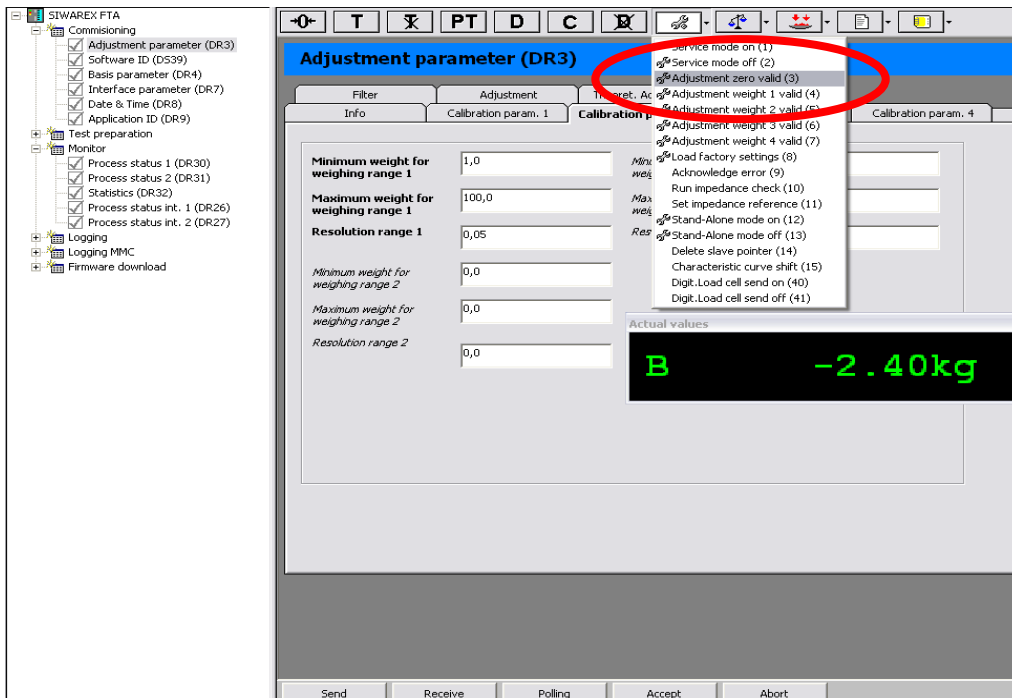 SIWAREX FTA
Commisioning
Adjustment parameter (DR3)
Software ID (DS39)
Basis parameter (DR4)
Interface parameter (DR7)
Date & Time (DR8)
Application ID (DR9)
Test preparation
Monitor
Process status 1 (DR30)
Process status 2 (DR31)
Statistics (DR32)
Process status int. 1 (DR26)
Process status int. 2 (DR27)
Logging
Logging MMC
Firmware download
→0← T T PT D C D
Adjustment parameter (DR3)
Service mode on (1)
Service mode off (2)
Adjustment zero valid (3)
Adjustment weight 1 valid (4)
Adjustment weight 2 valid (5)
Adjustment weight 3 valid (6)
Adjustment weight 4 valid (7)
Load factory settings (8)
Acknowledge error (9)
Run impedance check (10)
Set impedance reference (11)
Stand-Alone mode on (12)
Stand-Alone mode off (13)
Delete slave pointer (14)
Characteristic curve shift (15)
Digit.Load cell send on (40)
Digit.Load cell send off (41)
Filter Adjustment
Info Calibration param. 1 Calibration Calibration param. 4
Minimum weight for
weighing range 1
1,0
Maximum weight for
weighing range 1
100,0
Resolution range 1
0,05
Minimum weight for
weighing range 2
0,0
Maximum weight for
weighing range 2
0,0
Resolution range 2
0,0
Actual values
B -2.40kg
Send Receive Polling Accept Abort